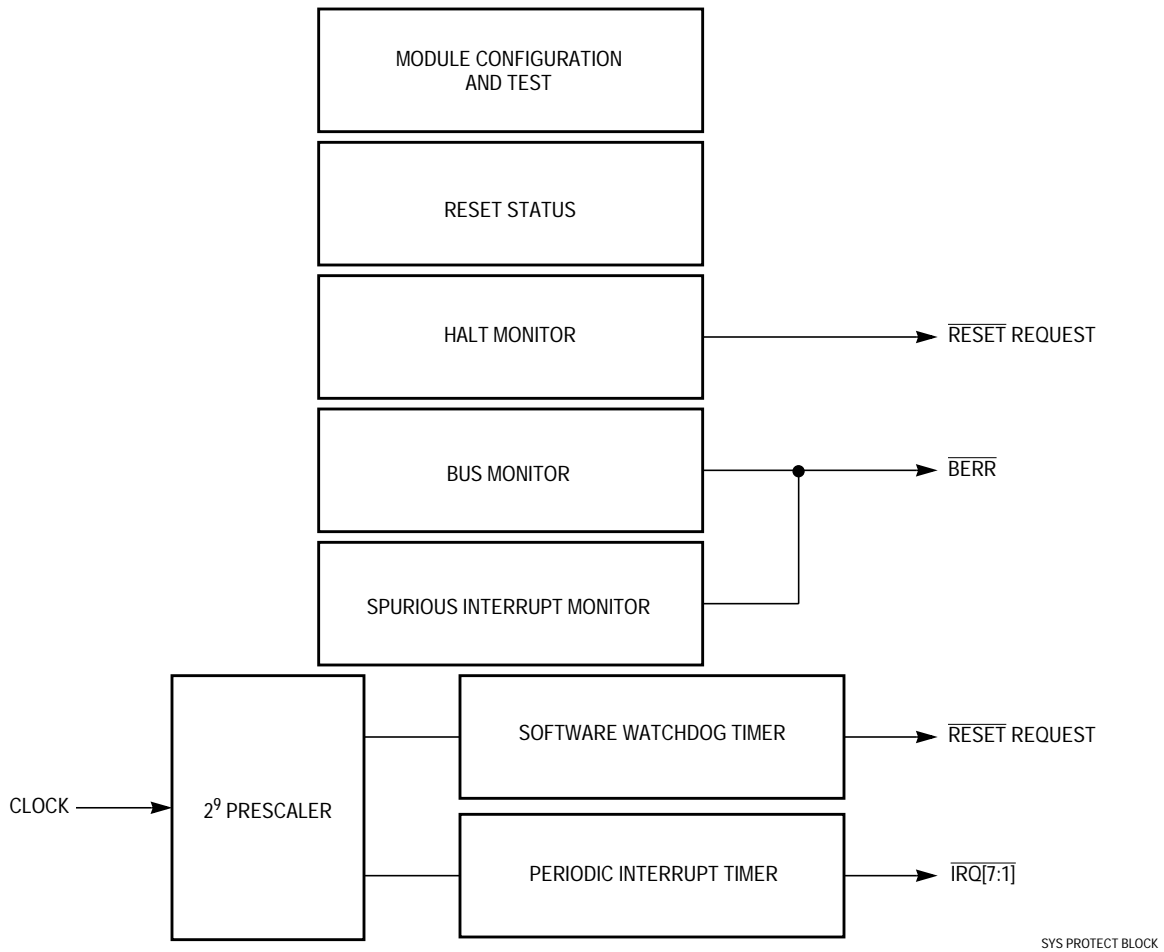 MODULE CONFIGURATION
AND TEST
RESET STATUS
HALT MONITOR
RESET REQUEST
BUS MONITOR
BERR
SPURIOUS INTERRUPT MONITOR
SOFTWARE WATCHDOG TIMER
RESET REQUEST
CLOCK
2⁹ PRESCALER
PERIODIC INTERRUPT TIMER
IRQ[7:1]
SYS PROTECT BLOCK